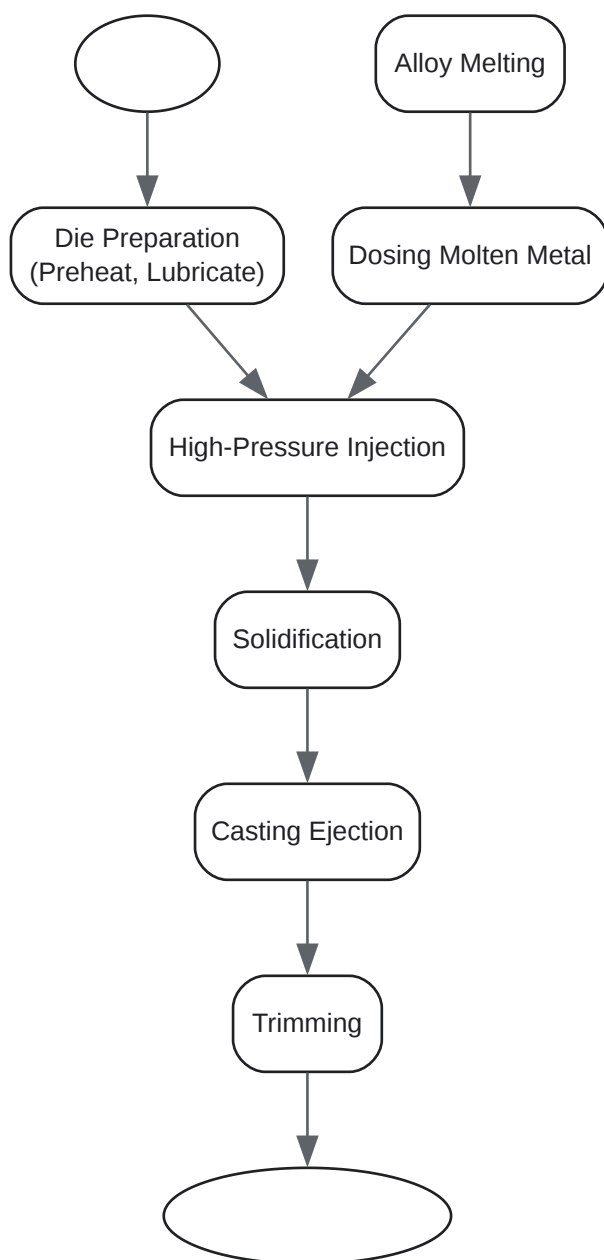 Alloy Melting
Die Preparation
(Preheat, Lubricate)
Dosing Molten Metal
High-Pressure Injection
Solidification
Casting Ejection
Trimming